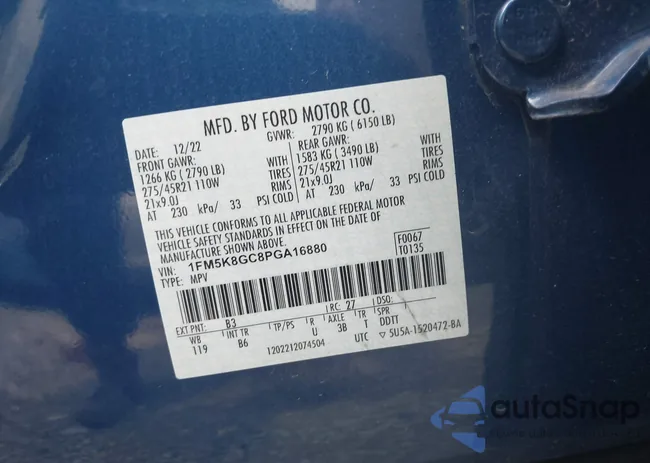 MFD. BY FORD MOTOR CO.
DATE: 12/22 GVWR: 2790 KG ( 6150 LB)
FRONT GAWR: REAR GAWR:
1266 KG ( 2790 LB) WITH 1583 KG ( 3490 LB) WITH
275/45R21 110W TIRES 275/45R21 110W TIRES
21x9.0J RIMS 21x9.0J RIMS
AT 230 kPa/ 33 PSI COLD AT 230 kPa/ 33 PSI COLD
THIS VEHICLE CONFORMS TO ALL APPLICABLE FEDERAL MOTOR
VEHICLE SAFETY STANDARDS IN EFFECT ON THE DATE OF
MANUFACTURE SHOWN ABOVE.
VIN: 1FM5K8GC8PGA16880 F0067
TYPE: MPV T0135
EXT PNT: B3 RC: 27 DSO:
WB INT TR TP/PS R AXLE T SPR
119 B6 U 3B T DDTT
1202212074504 UTC ▽ 5U5A-1520472-BA
autoSnap